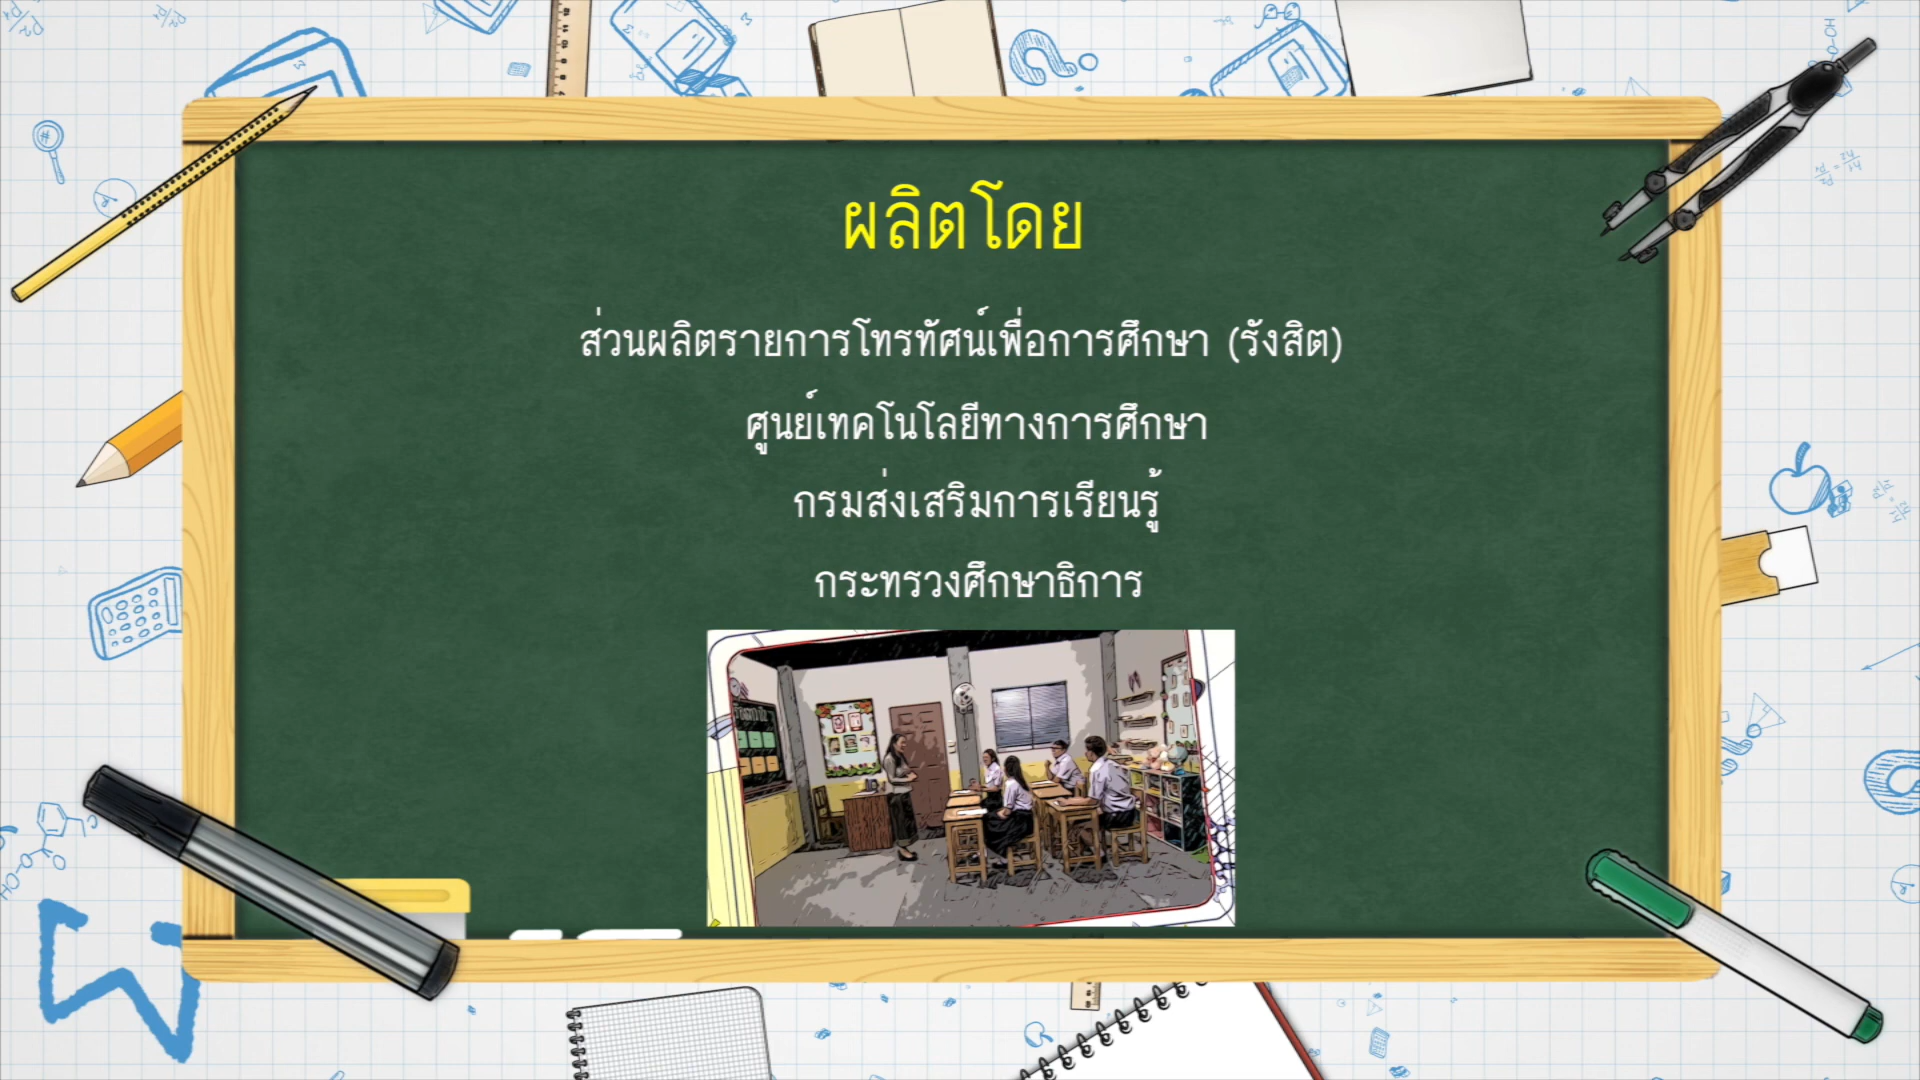 ผลิตโดย
ส่วนผลิตรายการโทรทัศน์เพื่อการศึกษา (รังสิต)
ศูนย์เทคโนโลยีทางการศึกษา
กรมส่งเสริมการเรียนรู้
กระทรวงศึกษาธิการ